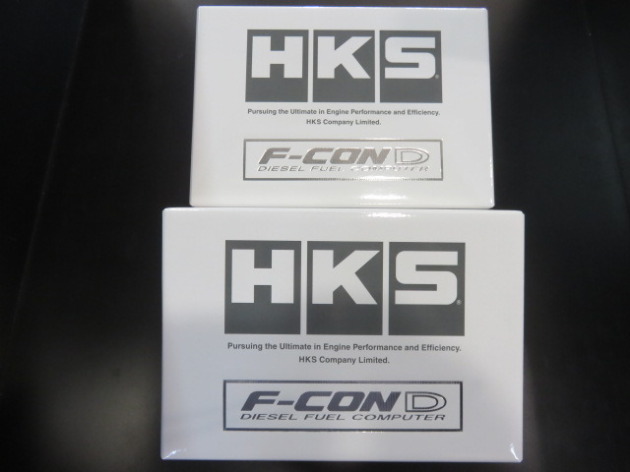 HKS
Pursuing the Ultimate in Engine Performance and Efficiency.
HKS Company Limited.
F-CON D
DIESEL FUEL COMPUTER
HKS
Pursuing the Ultimate in Engine Performance and Efficiency.
HKS Company Limited.
F-CON D
DIESEL FUEL COMPUTER